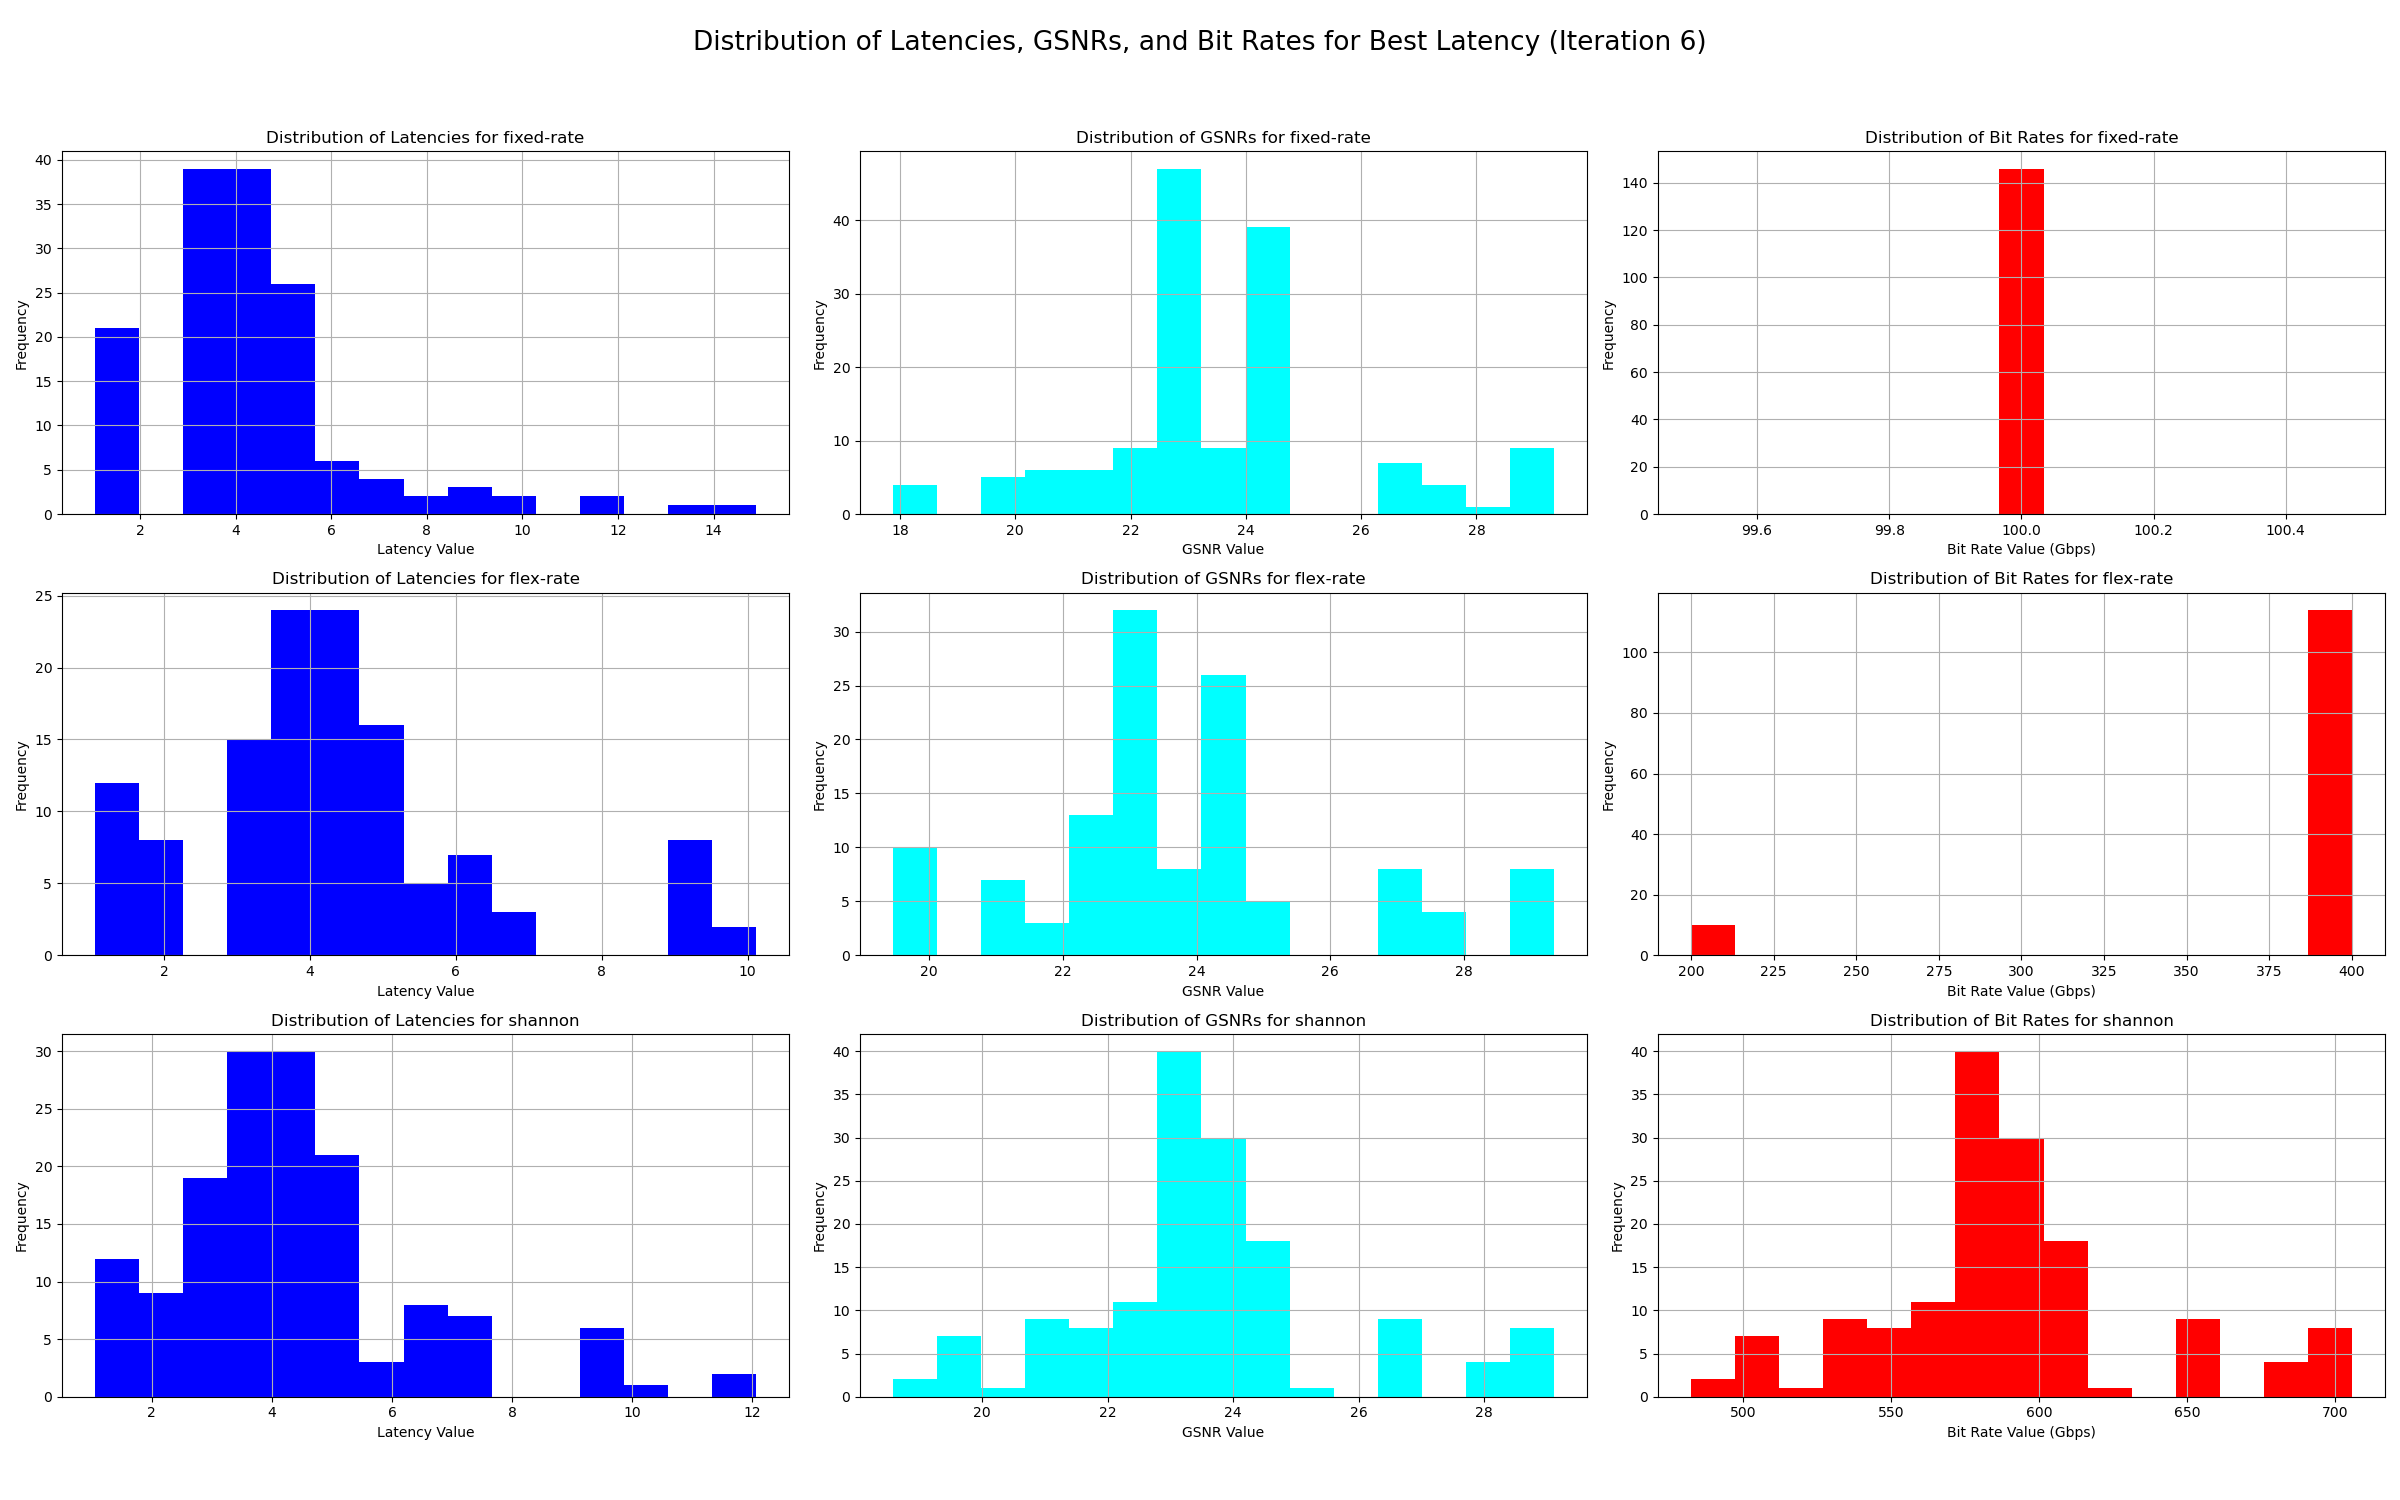 Distribution of Latencies, GSNRs, and Bit Rates for Best Latency (Iteration 6)
Distribution of Latencies for fixed-rate
40
35
30
25
20
15
10
5
0
Frequency
2 4 6 8 10 12 14
Latency Value
Distribution of GSNRs for fixed-rate
40
30
20
10
0
Frequency
18 20 22 24 26 28
GSNR Value
Distribution of Bit Rates for fixed-rate
140
120
100
80
60
40
20
0
Frequency
99.6 99.8 100.0 100.2 100.4
Bit Rate Value (Gbps)
Distribution of Latencies for flex-rate
25
20
15
10
5
0
Frequency
2 4 6 8 10
Latency Value
Distribution of GSNRs for flex-rate
30
25
20
15
10
5
0
Frequency
20 22 24 26 28
GSNR Value
Distribution of Bit Rates for flex-rate
100
80
60
40
20
0
Frequency
200 225 250 275 300 325 350 375 400
Bit Rate Value (Gbps)
Distribution of Latencies for shannon
30
25
20
15
10
5
0
Frequency
2 4 6 8 10 12
Latency Value
Distribution of GSNRs for shannon
40
35
30
25
20
15
10
5
0
Frequency
20 22 24 26 28
GSNR Value
Distribution of Bit Rates for shannon
40
35
30
25
20
15
10
5
0
Frequency
500 550 600 650 700
Bit Rate Value (Gbps)